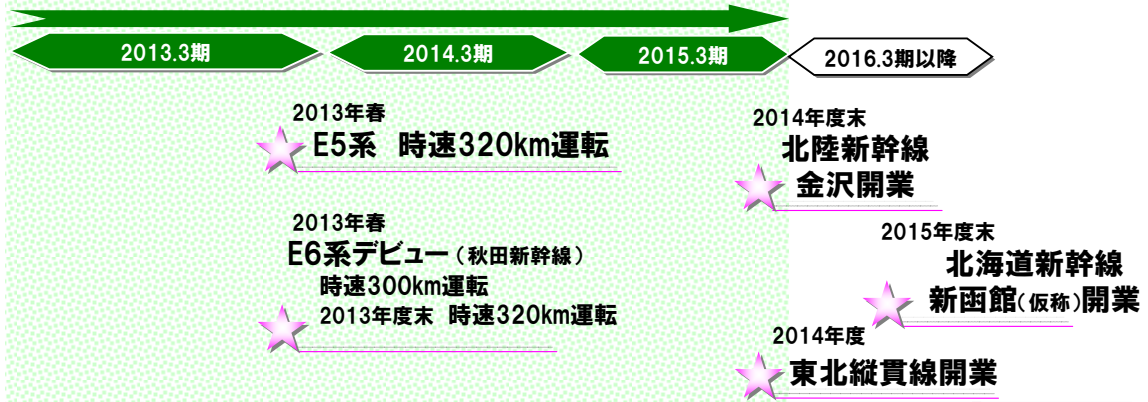 2013.3期
2014.3期
2015.3期
2016.3期以降
2013年春
E5系 時速320km運転
2013年春
E6系デビュー(秋田新幹線)
時速300km運転
2013年度末 時速320km運転
2014年度末
北陸新幹線
金沢開業
2015年度末
北海道新幹線
新函館(仮称)開業
2014年度
東北縦貫線開業